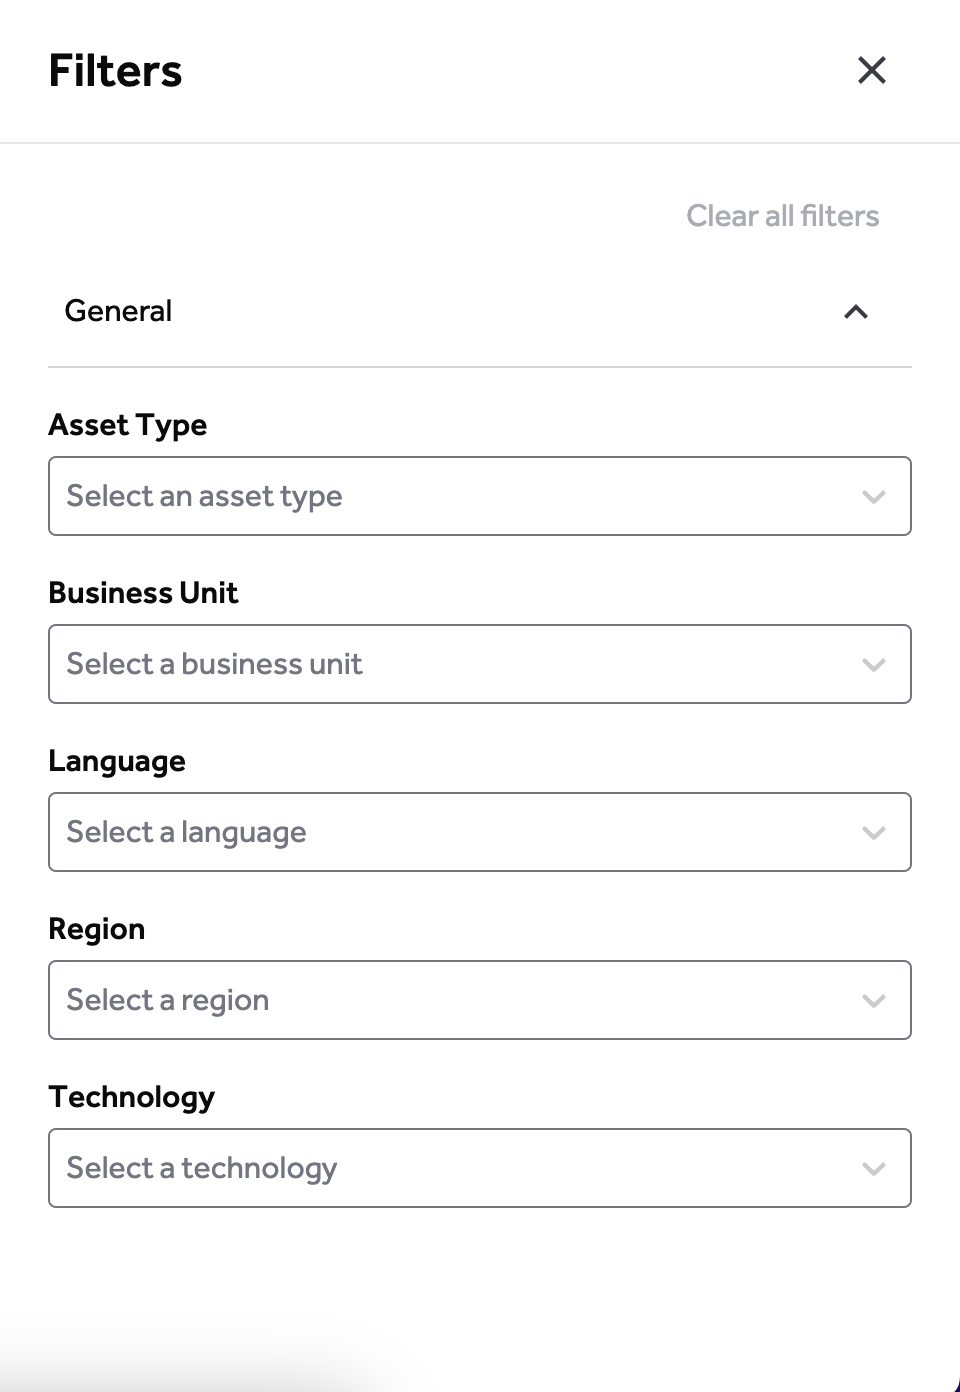 Filters
Clear all filters
General
Asset Type
Select an asset type
Business Unit
Select a business unit
Language
Select a language
Region
Select a region
Technology
Select a technology